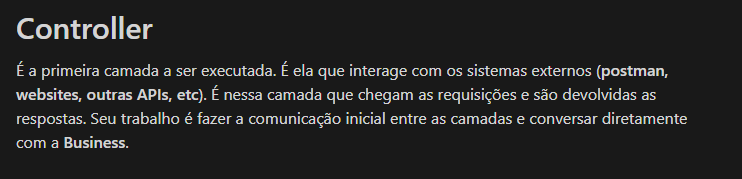 Controller
É a primeira camada a ser executada. É ela que interage com os sistemas externos (postman,
websites, outras APIs, etc). É nessa camada que chegam as requisições e são devolvidas as
respostas. Seu trabalho é fazer a comunicação inicial entre as camadas e conversar diretamente
com a Business.